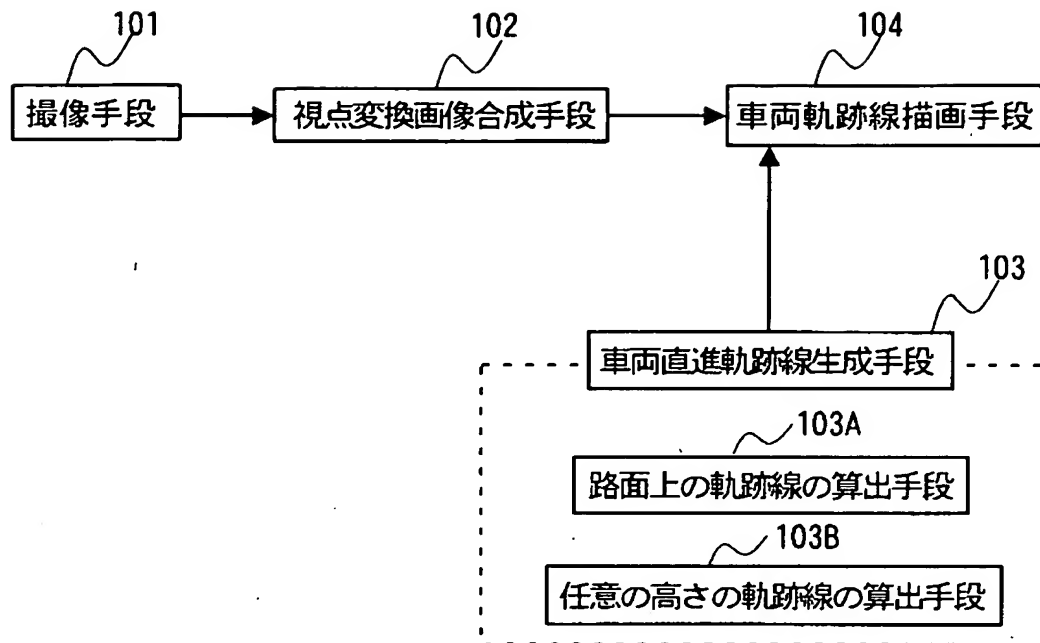 101
102
104
撮像手段
視点変換画像合成手段
車両軌跡線描画手段
103
車両直進軌跡線生成手段
103A
路面上の軌跡線の算出手段
103B
任意の高さの軌跡線の算出手段